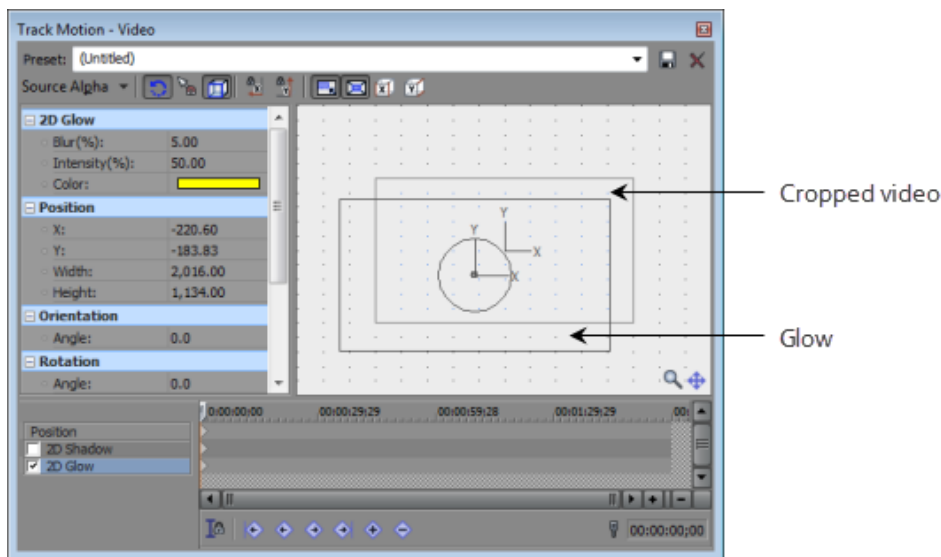 Track Motion - Video
Preset: (Untitled)
Source Alpha
2D Glow
Blur(%): 5.00
Intensity(%): 50.00
Color:
Position
X: -220.60
Y: -183.83
Width: 2,016.00
Height: 1,134.00
Orientation
Angle: 0.0
Rotation
Angle: 0.0
Y
Y
X
X
Cropped video
Glow
0:00:00;00 00:00:29;29 00:00:59;28 00:01:29;29 00:
Position
2D Shadow
2D Glow
00:00:00;00